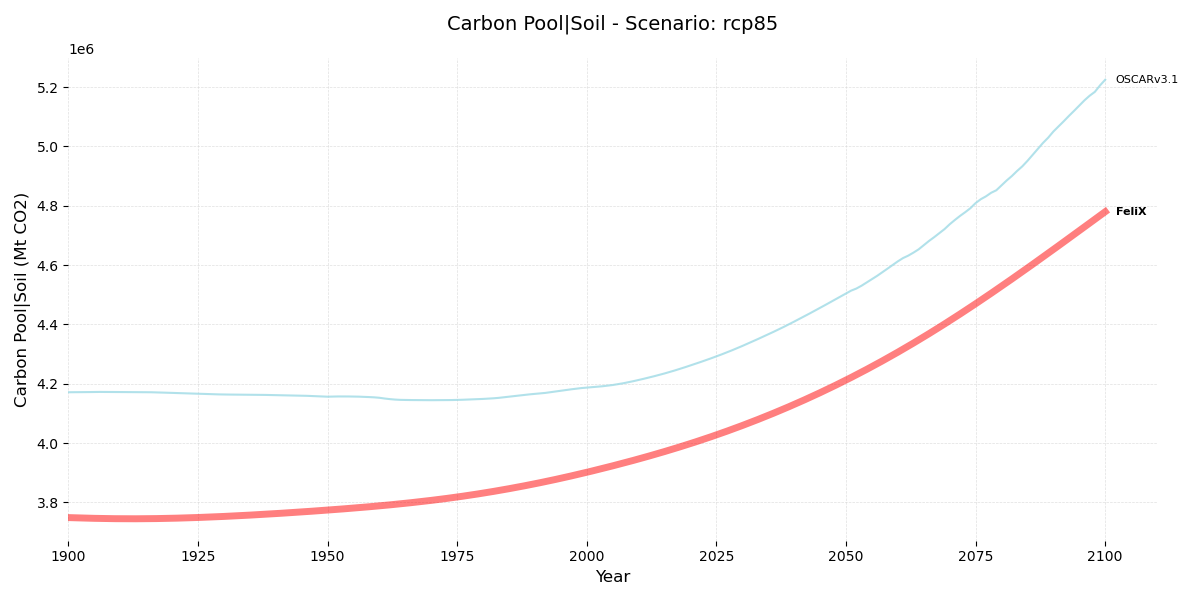 Carbon Pool|Soil - Scenario: rcp85
1e6
5.2
5.0
4.8
4.6
4.4
4.2
4.0
3.8
Carbon Pool|Soil (Mt CO2)
OSCARv3.1
FeliX
1900
1925
1950
1975
2000
2025
2050
2075
2100
Year